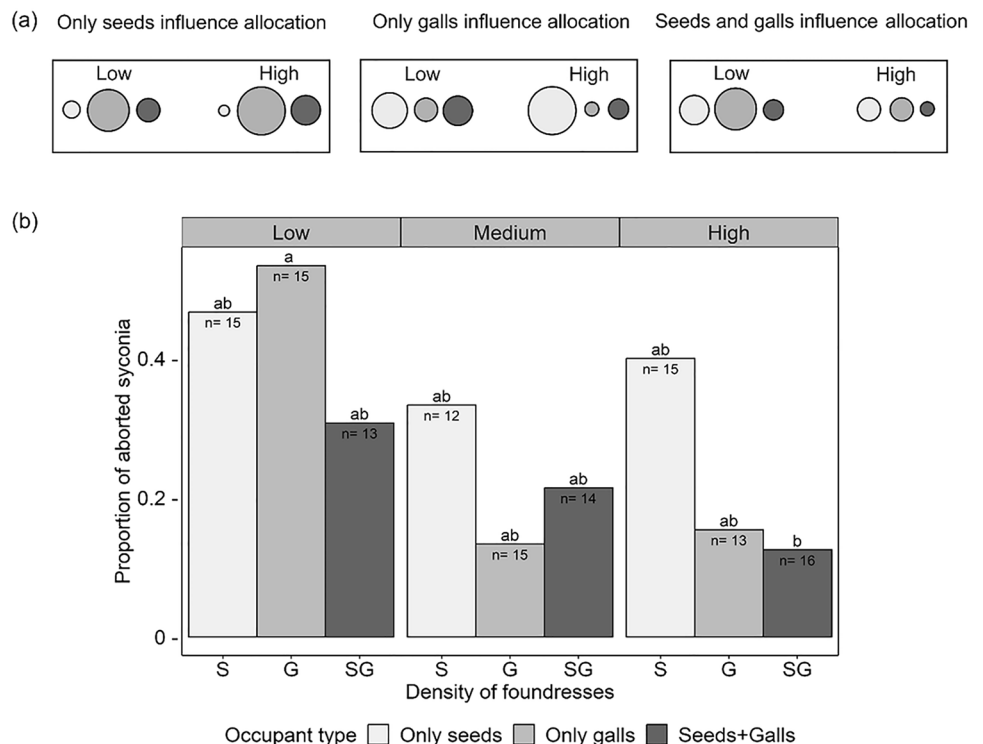 (a) Only seeds influence allocation Only galls influence allocation Seeds and galls influence allocation
Low High Low High Low High
(b)
Low Medium High
Proportion of aborted syconia
0.4
0.2
0
ab
n= 15
a
n= 15
ab
n= 13
ab
n= 12
ab
n= 15
ab
n= 14
ab
n= 15
ab
n= 13
b
n= 16
S G SG S G SG S G SG
Density of foundresses
Occupant type Only seeds Only galls Seeds+Galls